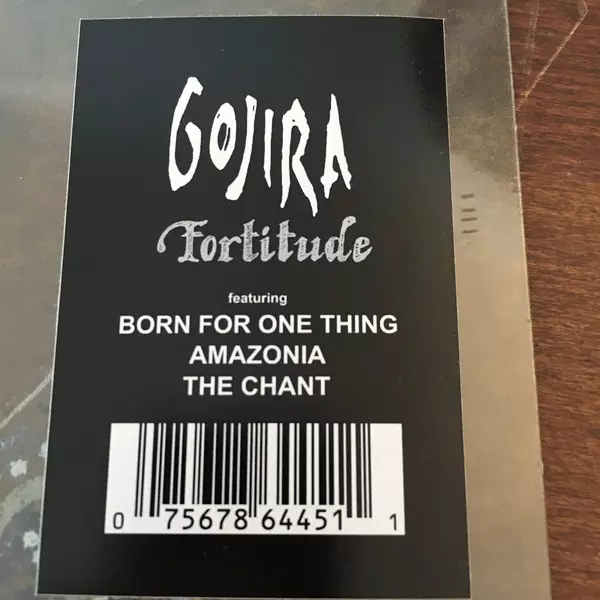 GOJIRA
Fortitude
featuring
BORN FOR ONE THING
AMAZONIA
THE CHANT
0 75678 64451 1